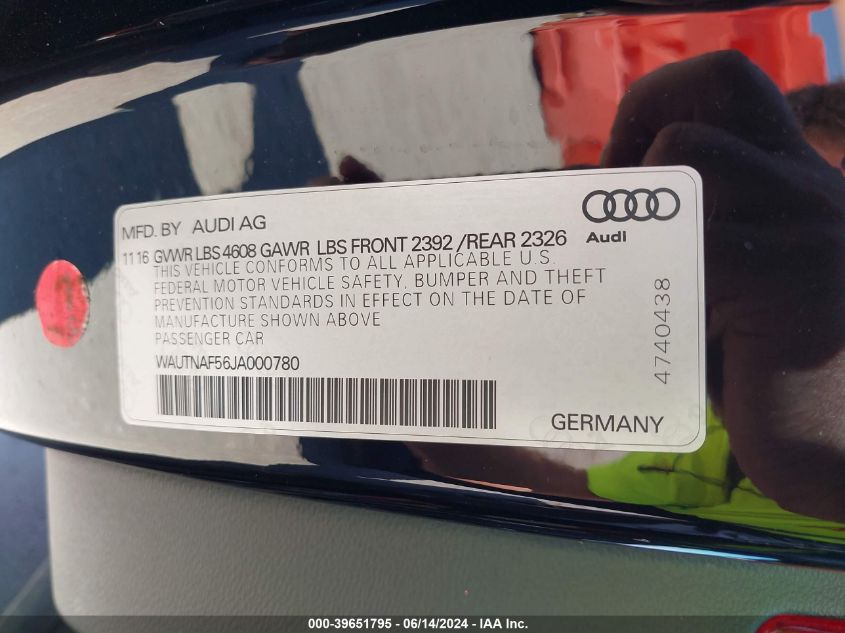 MFD. BY AUDI AG
11 16 GVWR LBS 4608 GAWR LBS FRONT 2392 /REAR 2326
THIS VEHICLE CONFORMS TO ALL APPLICABLE U.S.
FEDERAL MOTOR VEHICLE SAFETY, BUMPER AND THEFT
PREVENTION STANDARDS IN EFFECT ON THE DATE OF
MANUFACTURE SHOWN ABOVE
PASSENGER CAR
WAUTNAF56JA000780
Audi
4740438
GERMANY
000-39651795 - 06/14/2024 - IAA Inc.